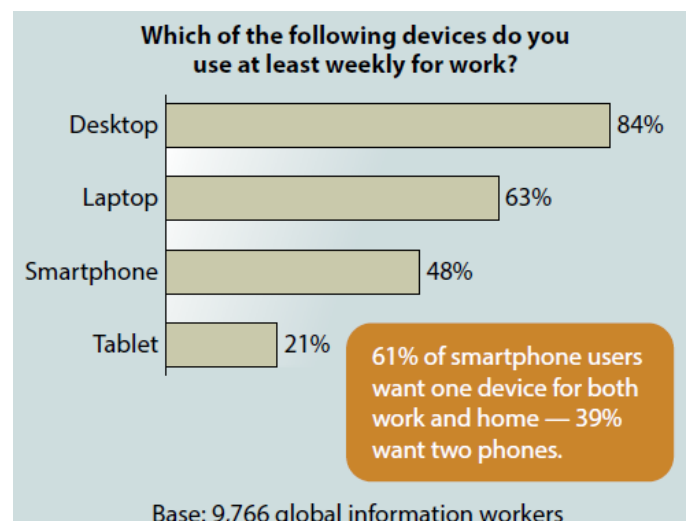 Which of the following devices do you
use at least weekly for work?
Desktop
84%
Laptop
63%
Smartphone
48%
Tablet
21%
61% of smartphone users
want one device for both
work and home — 39%
want two phones.
Base: 9,766 global information workers